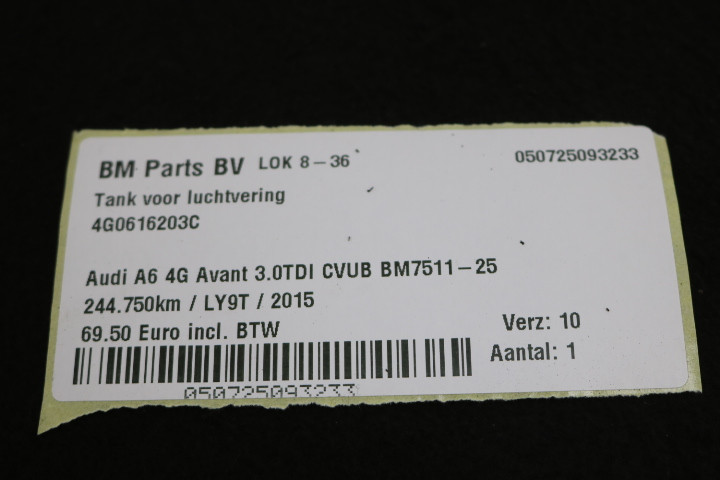 BM Parts BV LOK 8-36 050725093233
Tank voor luchtvering
4G0616203C
Audi A6 4G Avant 3.0TDI CVUB BM7511-25
244.750km / LY9T / 2015
69.50 Euro incl. BTW Verz: 10
Aantal: 1
050725093233